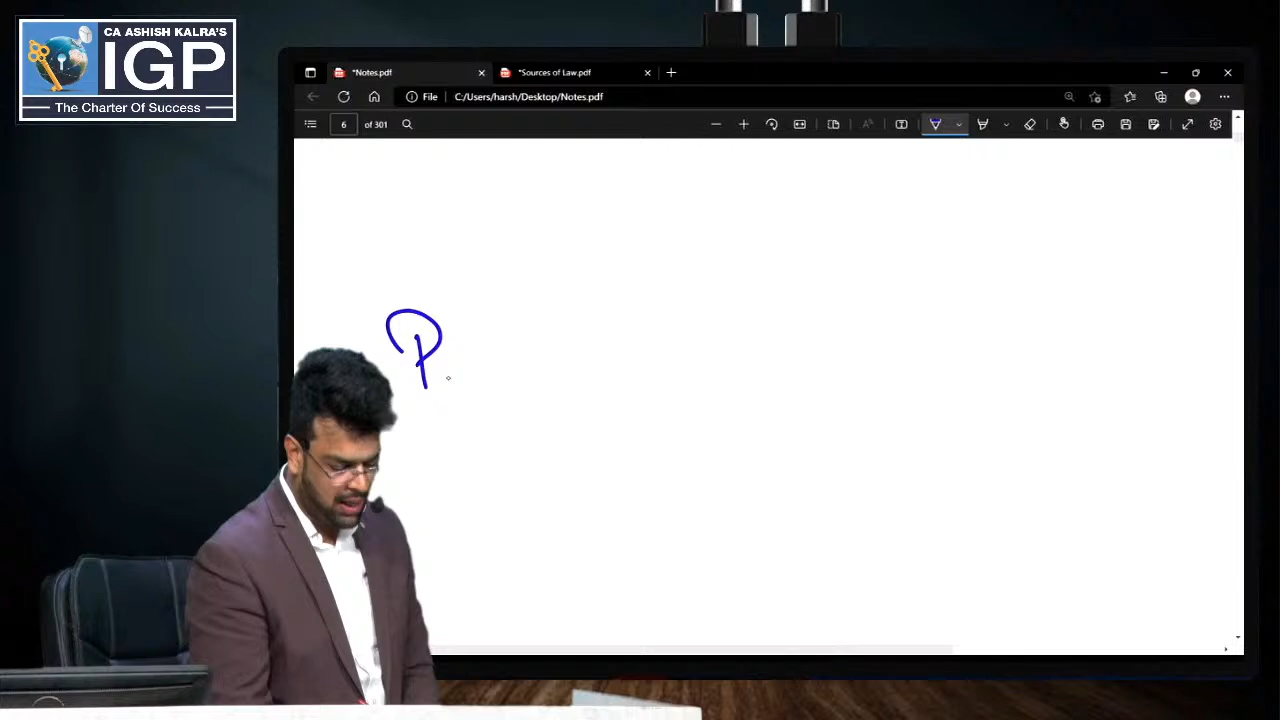 CA ASHISH KALRA'S
IGP
The Charter Of Success
*Notes.pdf
*Sources of Law.pdf
File
C:/Users/harsh/Desktop/Notes.pdf
6
of 301
P